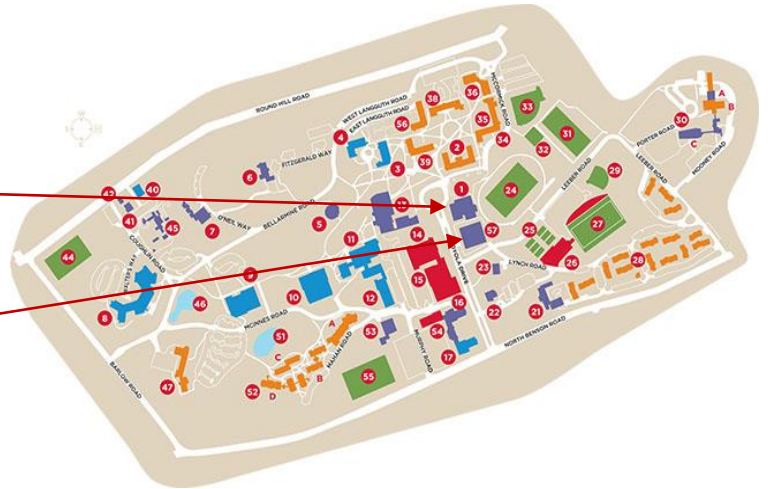 ROUND HILL ROAD
WEST LANGGUTH ROAD
EAST LANGGUTH ROAD
MCCORMICK ROAD
36
38
56
35
33
31
30
A
B
C
PORTER ROAD
MOONEY ROAD
LEEBER ROAD
LEEBER ROAD
4
FITZGERALD WAY
3
39
2
34
32
6
29
42
40
41
45
7
O'NEIL WAY
BELLARMINE ROAD
5
13
1
24
57
25
27
26
28
44
COUGHLIN ROAD
WALTERS WAY
8
46
9
10
11
12
14
15
YOLA DRIVE
23
LYNCH ROAD
22
21
NORTH BENSON ROAD
MCINNES ROAD
51
A
C
B
D
52
MAHAN ROAD
53
MURPHY ROAD
16
54
17
55
47
BARLOW ROAD